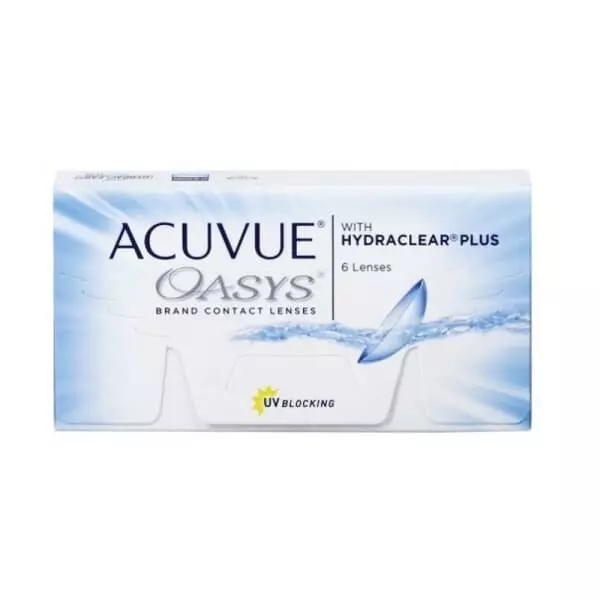 ACUVUE®
OASYS®
BRAND CONTACT LENSES
WITH
HYDRACLEAR® PLUS
6 Lenses
UV BLOCKING